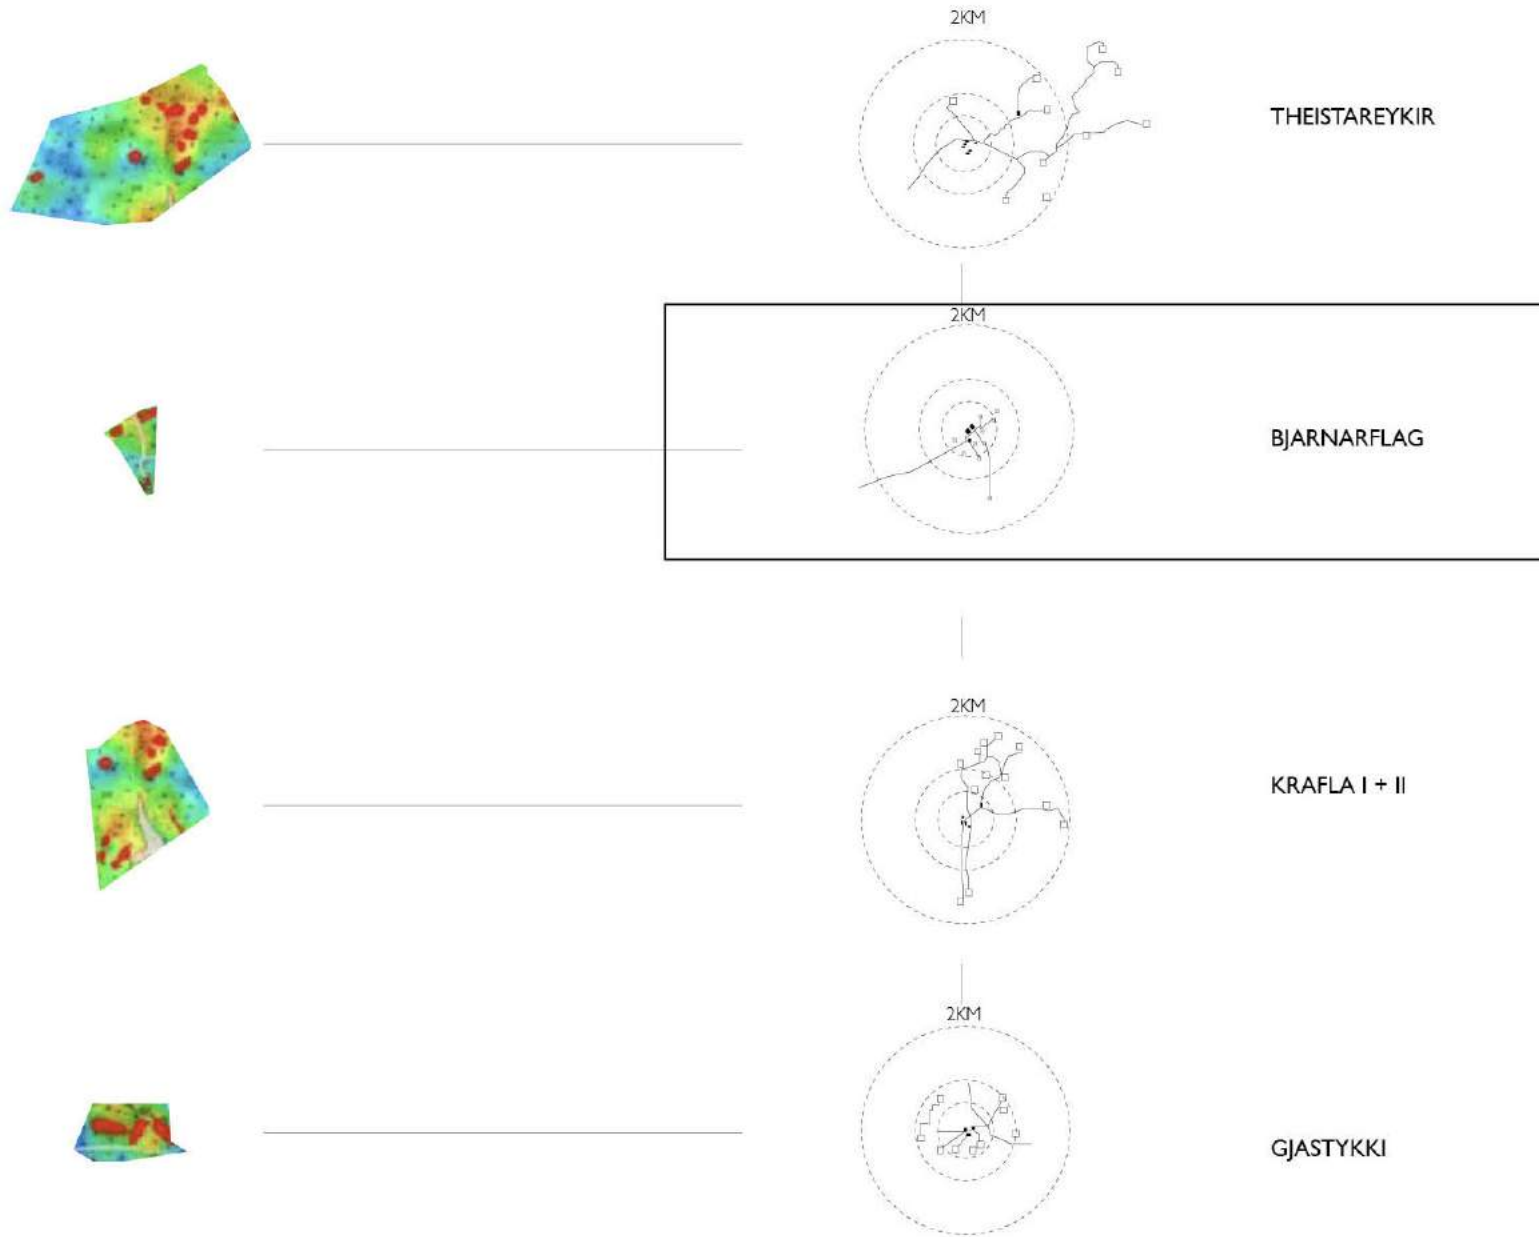 2KM
THEISTAREYKIR
2KM
BJARNARFLAG
2KM
KRAFLA I + II
2KM
GJASTYKKI